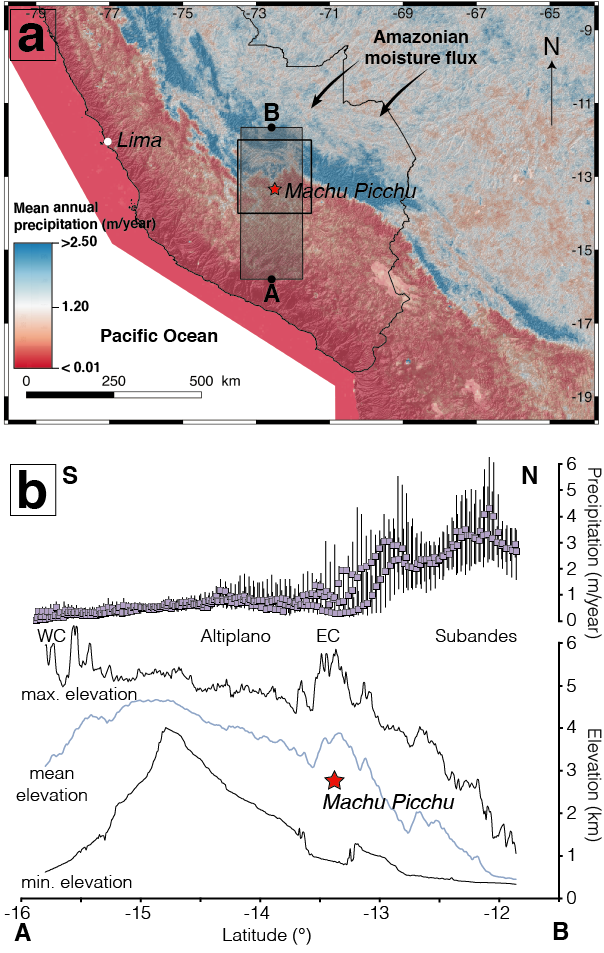 -79 -77 -75 -73 -71 -69 -67 -65
a
-9
Amazonian
moisture flux
N
-11
B
Lima
-13
Machu Picchu
Mean annual
precipitation (m/year)
>2.50
-15
1.20
A
Pacific Ocean
-17
< 0.01
0 250 500 km
-19
b
S
N
6
5
4
3
2
1
0
Precipitation (m/year)
WC Altiplano EC Subandes
6
max. elevation
5
4
mean
elevation
3
Machu Picchu
2
1
min. elevation
0
Elevation (km)
-16 -15 -14 -13 -12
A
Latitude (°)
B